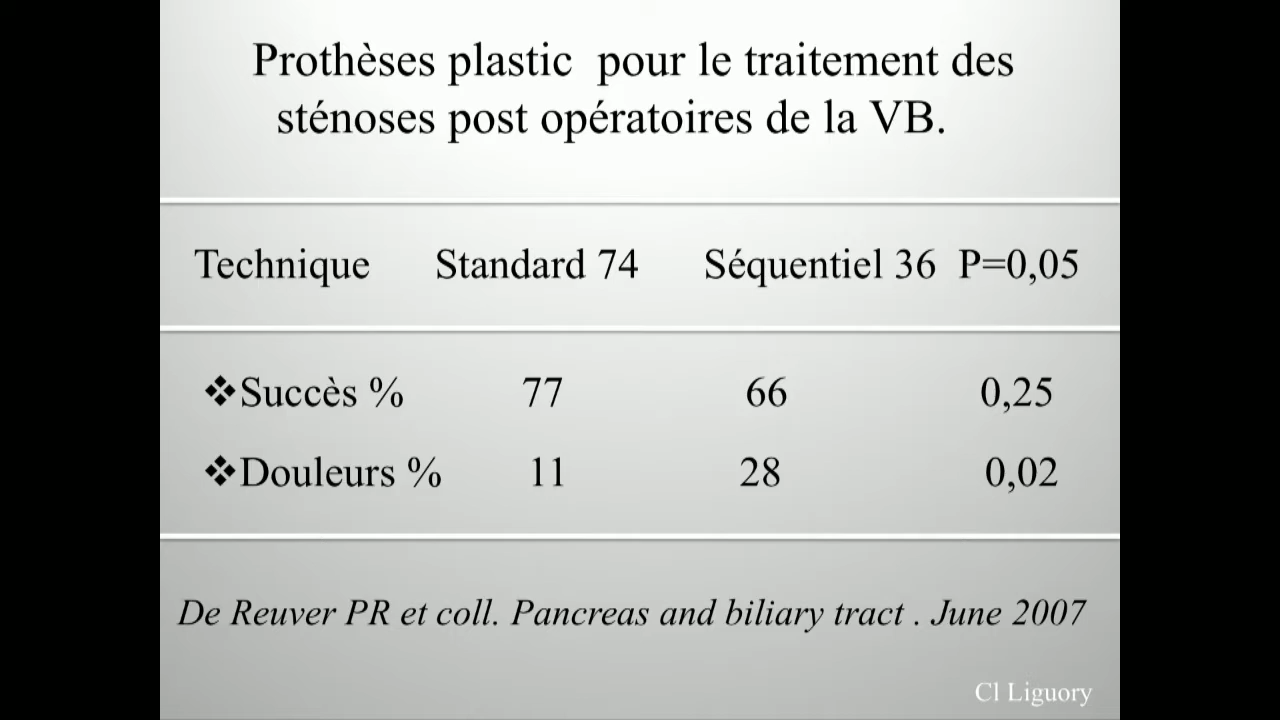 Prothèses plastic pour le traitement des
sténoses post opératoires de la VB.
Technique Standard 74 Séquentiel 36 P=0,05
❖Succès % 77 66 0,25
❖Douleurs % 11 28 0,02
De Reuver PR et coll. Pancreas and biliary tract . June 2007
Cl Liguory